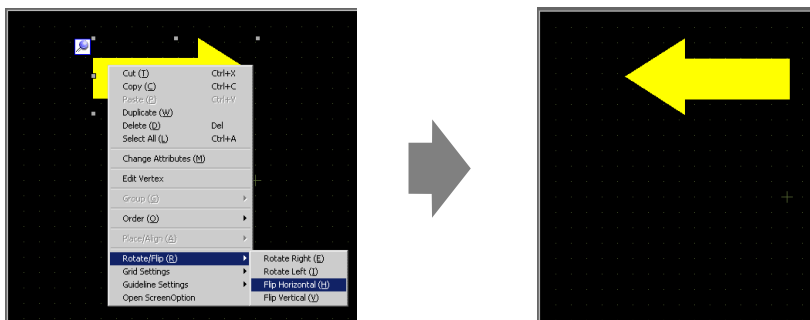 Cut (T) Ctrl+X
Copy (C) Ctrl+C
Paste (P) Ctrl+V
Duplicate (W)
Delete (D) Del
Select All (L) Ctrl+A
Change Attributes (M)
Edit Vertex
Group (G)
Order (O)
Place/Align (A)
Rotate/Flip (R)
Rotate Right (E)
Grid Settings
Rotate Left (I)
Guideline Settings
Flip Horizontal (H)
Open ScreenOption
Flip Vertical (V)